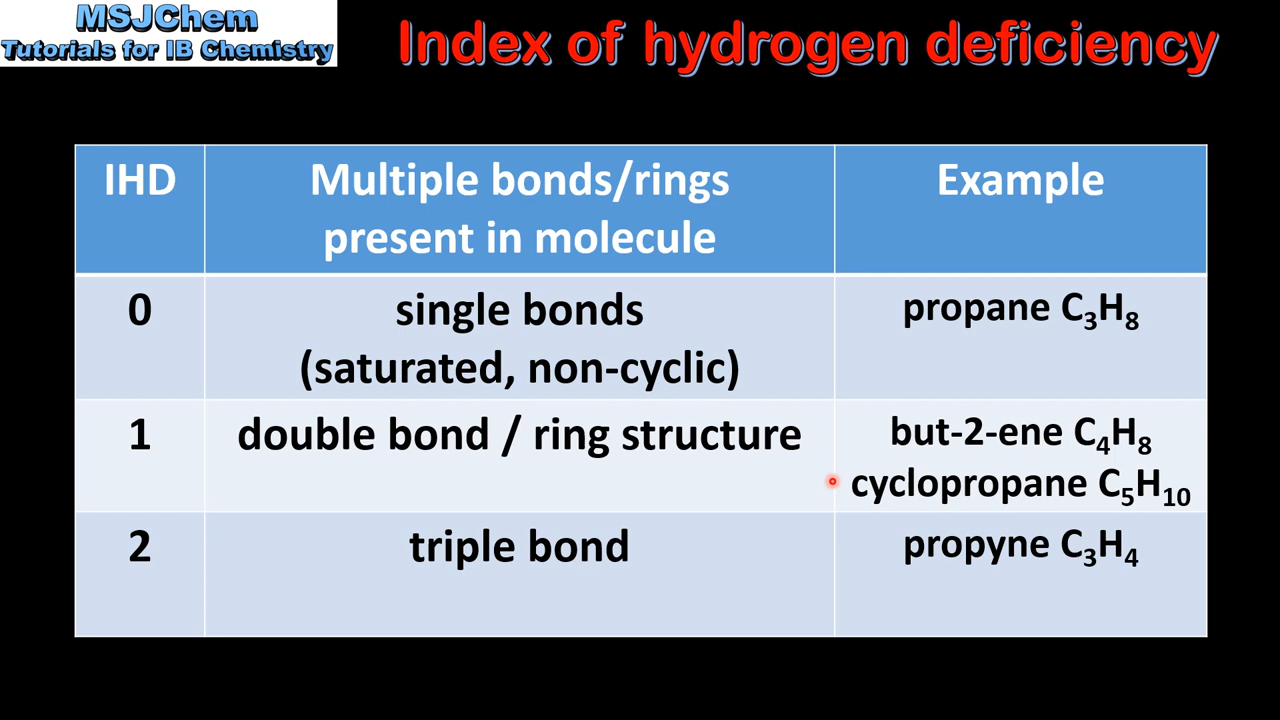 MSJChem
Tutorials for IB Chemistry
Index of hydrogen deficiency
IHD
Multiple bonds/rings
present in molecule
Example
0
single bonds
(saturated, non-cyclic)
propane C₃H₈
1
double bond / ring structure
but-2-ene C₄H₈
cyclopropane C₅H₁₀
2
triple bond
propyne C₃H₄